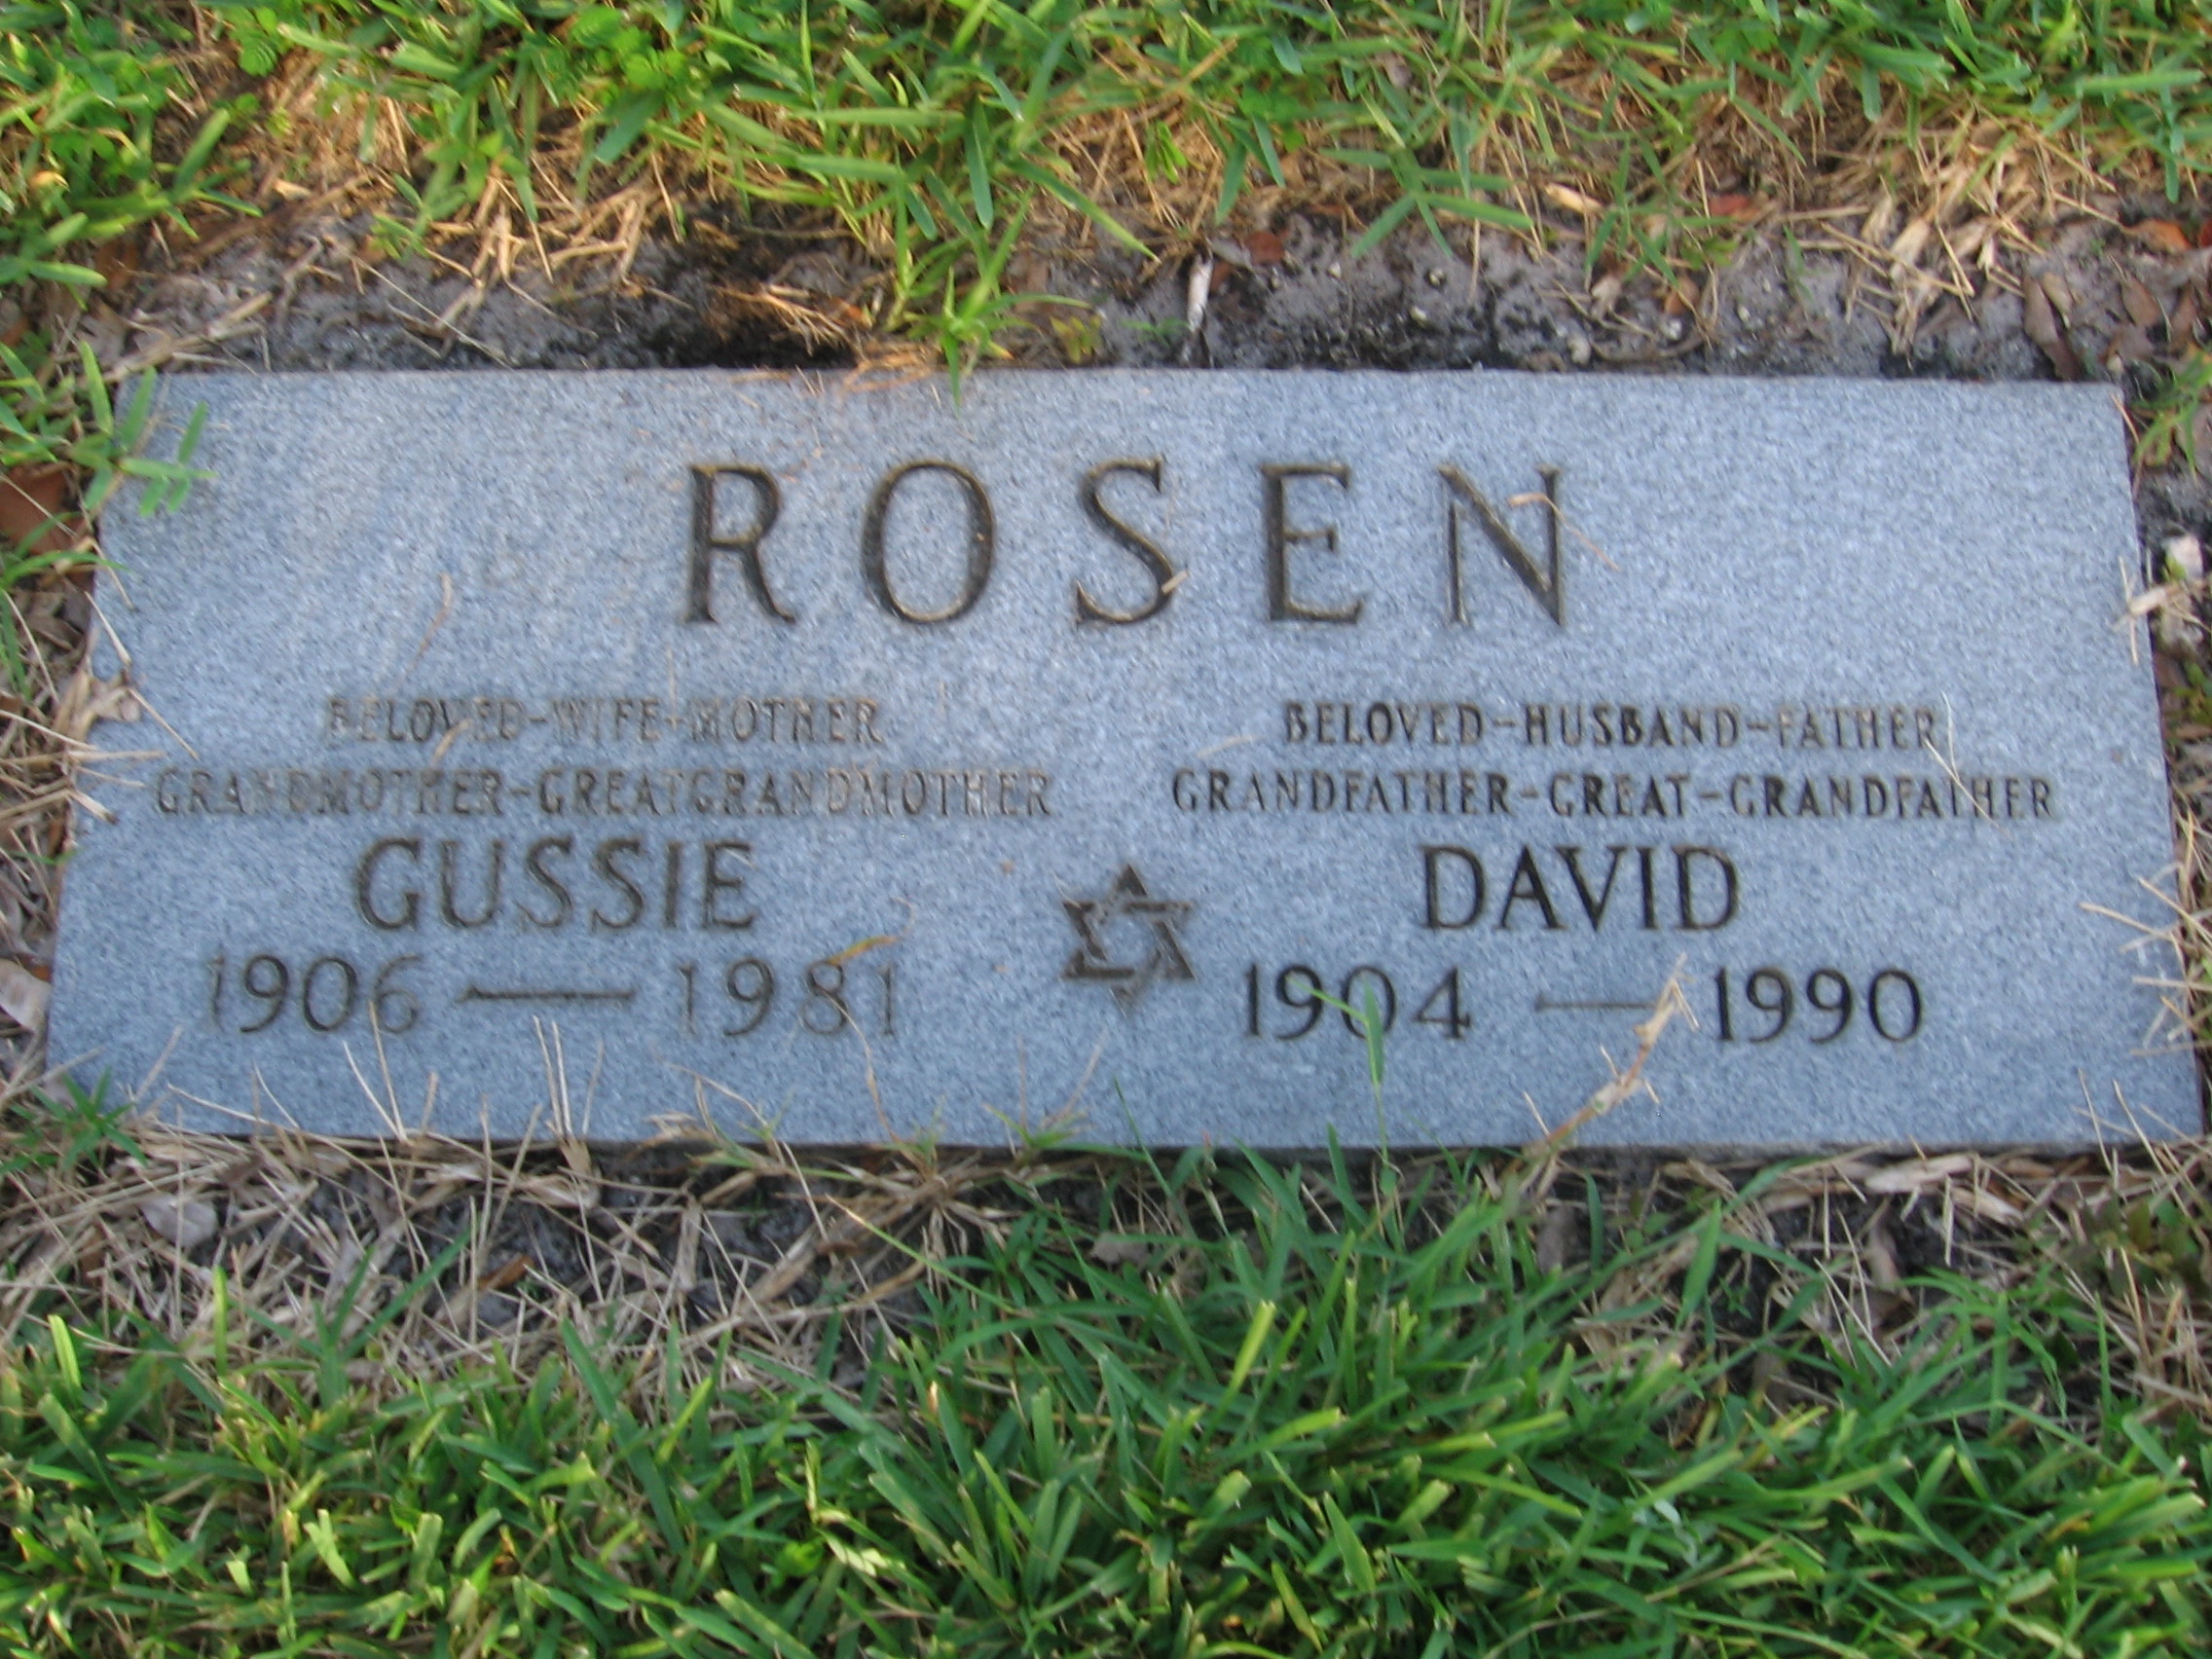 ROSEN
BELOVED-WIFE-MOTHER
GRANDMOTHER-GREATGRANDMOTHER
GUSSIE
1906 — 1981
BELOVED-HUSBAND-FATHER
GRANDFATHER-GREAT-GRANDFATHER
DAVID
1904 — 1990